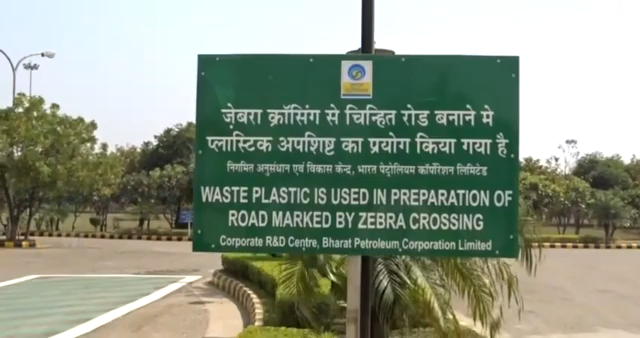 ज़ेबरा क्रॉसिंग से चिन्हित रोड बनाने मे
प्लास्टिक अपशिष्ट का प्रयोग किया गया है.
निगमित अनुसंधान एवं विकास केन्द्र, भारत पेट्रोलियम कॉर्पोरेशन लिमिटेड
WASTE PLASTIC IS USED IN PREPARATION OF
ROAD MARKED BY ZEBRA CROSSING
Corporate R&D Centre, Bharat Petroleum Corporation Limited